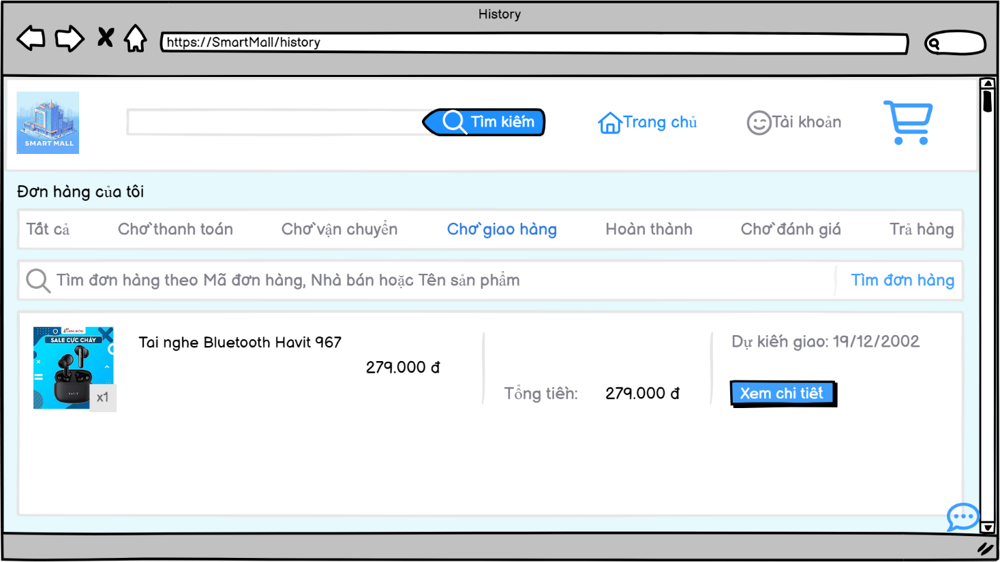 History
https://SmartMall/history
SMART MALL
Tìm kiếm
Trang chủ
Tài khoản
Đơn hàng của tôi
Tất cả
Chờ thanh toán
Chờ vận chuyển
Chờ giao hàng
Hoàn thành
Chờ đánh giá
Trả hàng
Tìm đơn hàng theo Mã đơn hàng, Nhà bán hoặc Tên sản phẩm
Tìm đơn hàng
SALE CỰC CHÁY
HAVIT
x1
Tai nghe Bluetooth Havit 967
279.000 đ
Tổng tiền: 279.000 đ
Dự kiến giao: 19/12/2002
Xem chi tiết